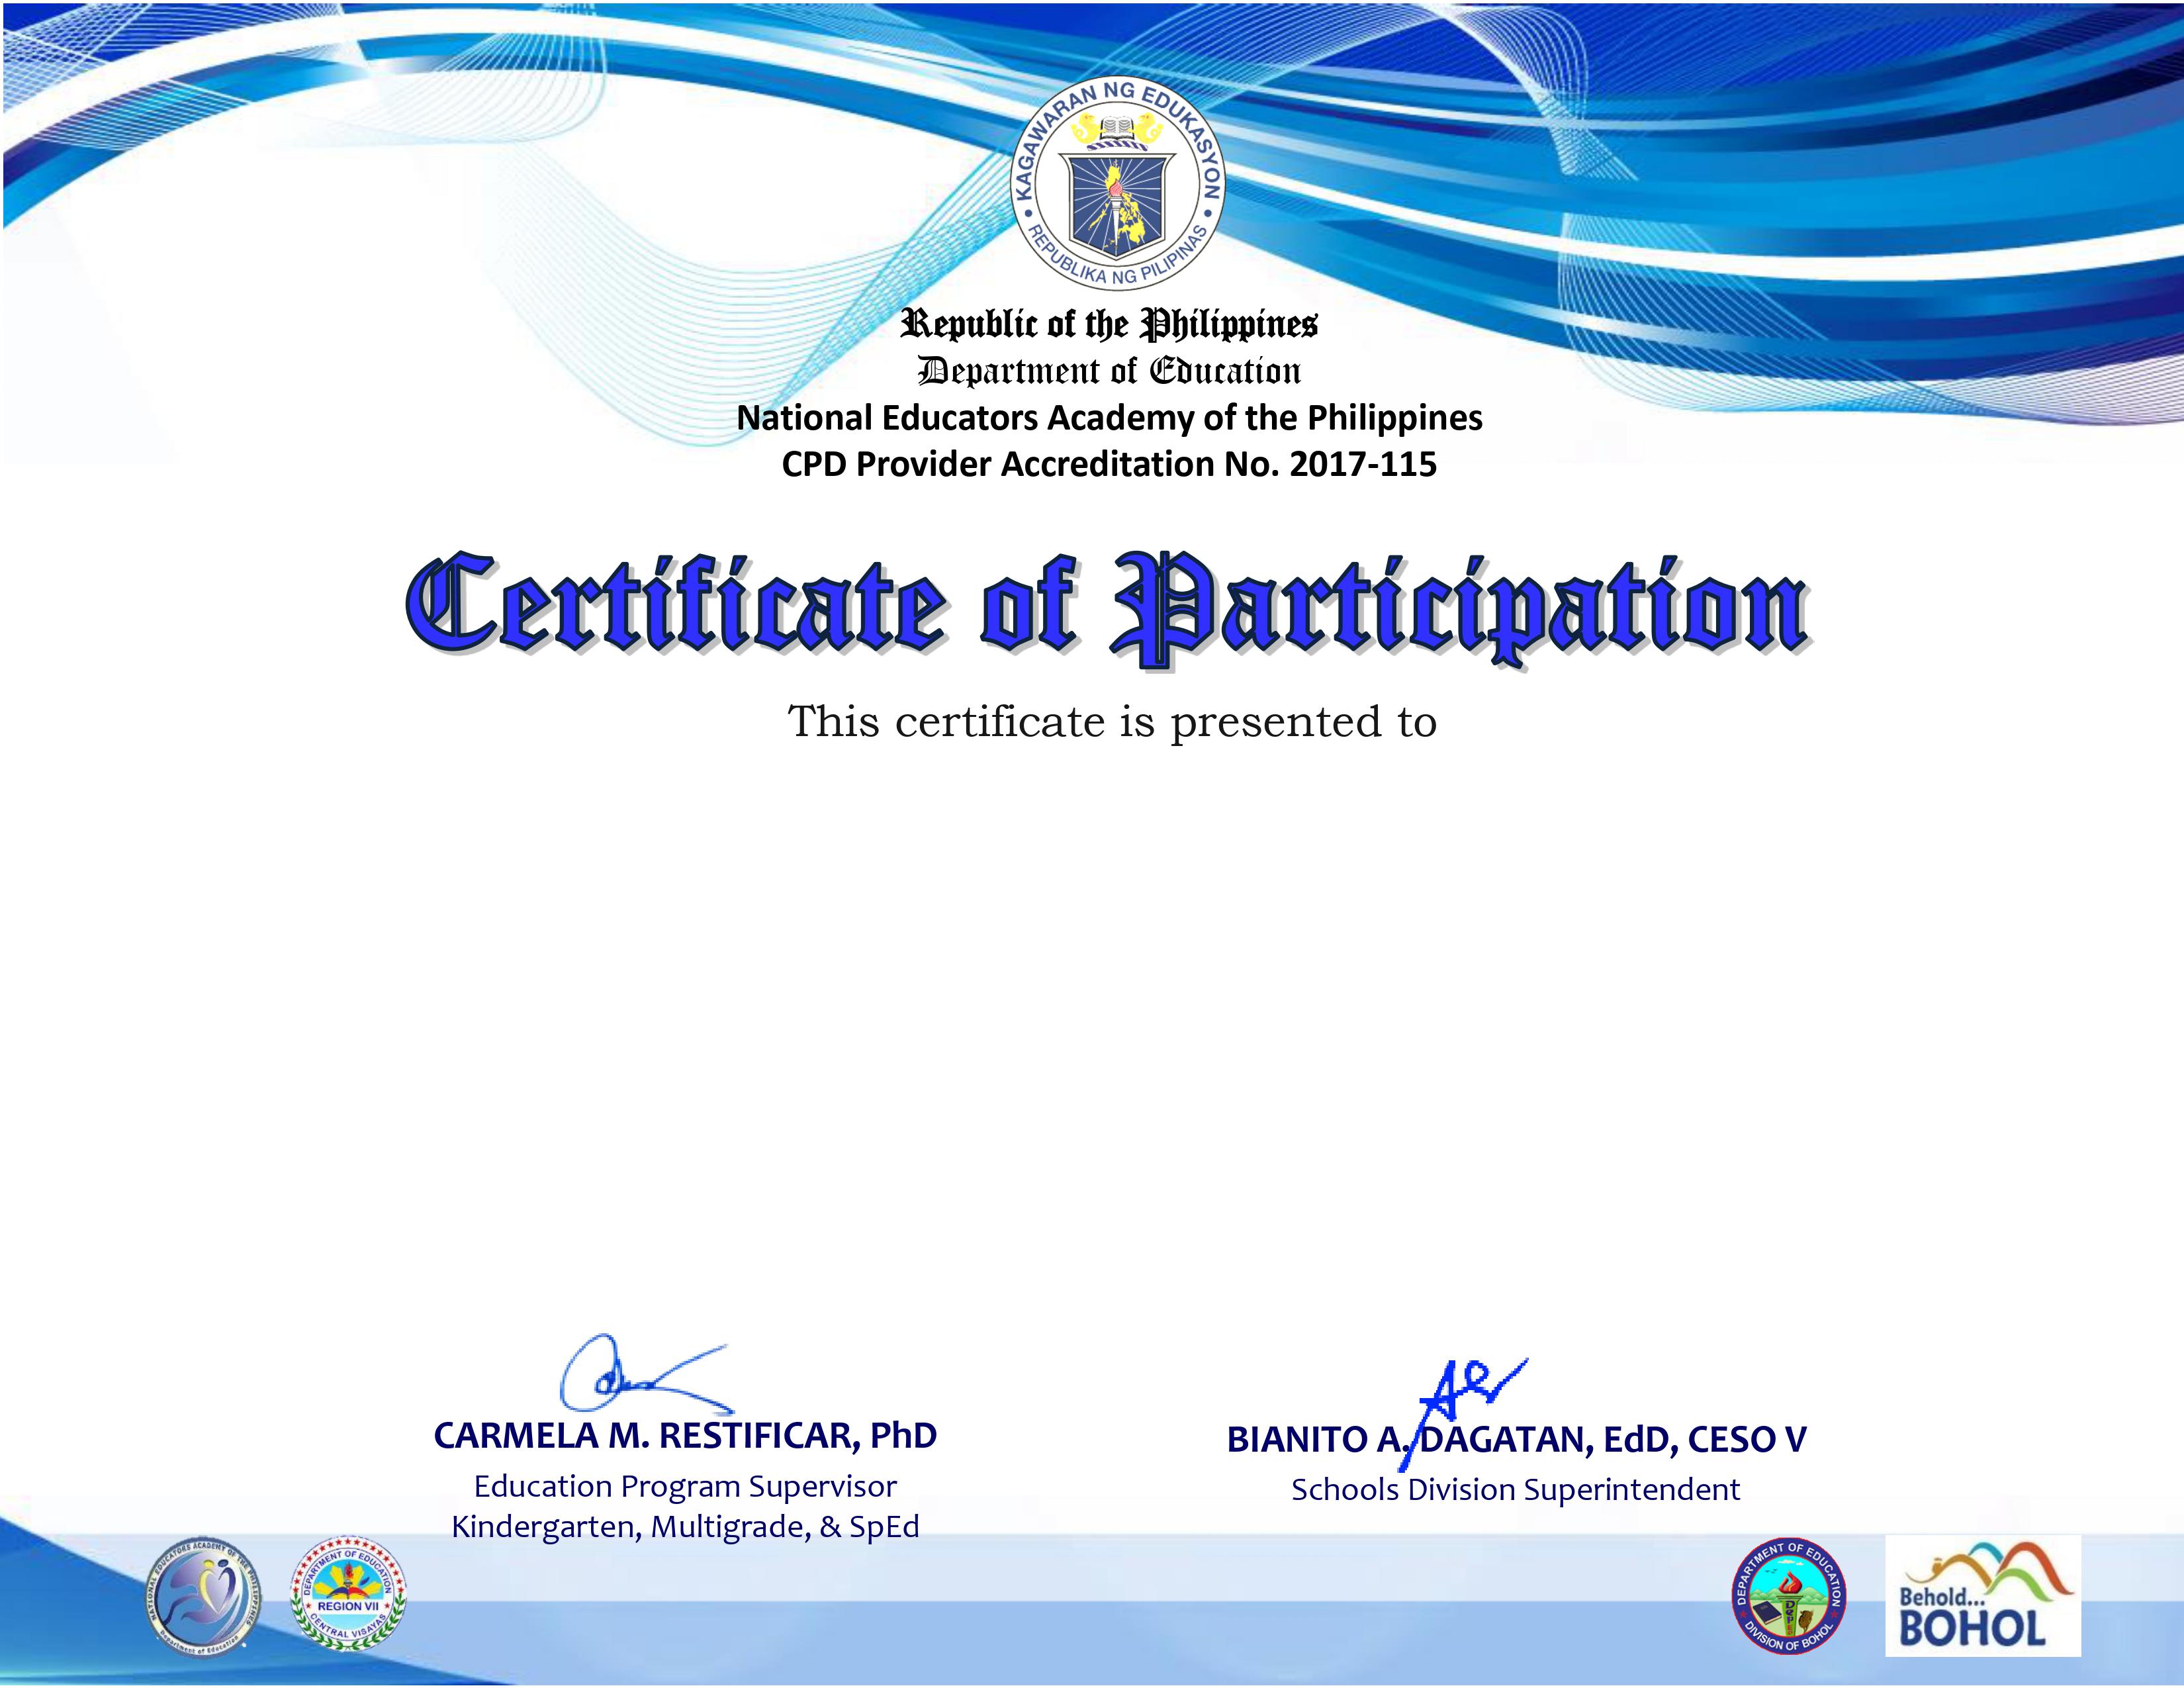 KAGAWARAN NG EDUKASYON
REPUBLIKA NG PILIPINAS
Republic of the Philippines
Department of Education
National Educators Academy of the Philippines
CPD Provider Accreditation No. 2017-115
Certificate of Participation
This certificate is presented to
CARMELA M. RESTIFICAR, PhD
Education Program Supervisor
Kindergarten, Multigrade, & SpEd
BIANITO A. DAGATAN, EdD, CESO V
Schools Division Superintendent
NATIONAL EDUCATORS ACADEMY OF THE PHILIPPINES
Department of Education
DEPARTMENT OF EDUCATION
REGION VII
CENTRAL VISAYAS
DEPARTMENT OF EDUCATION
DIVISION OF BOHOL
Behold...
BOHOL